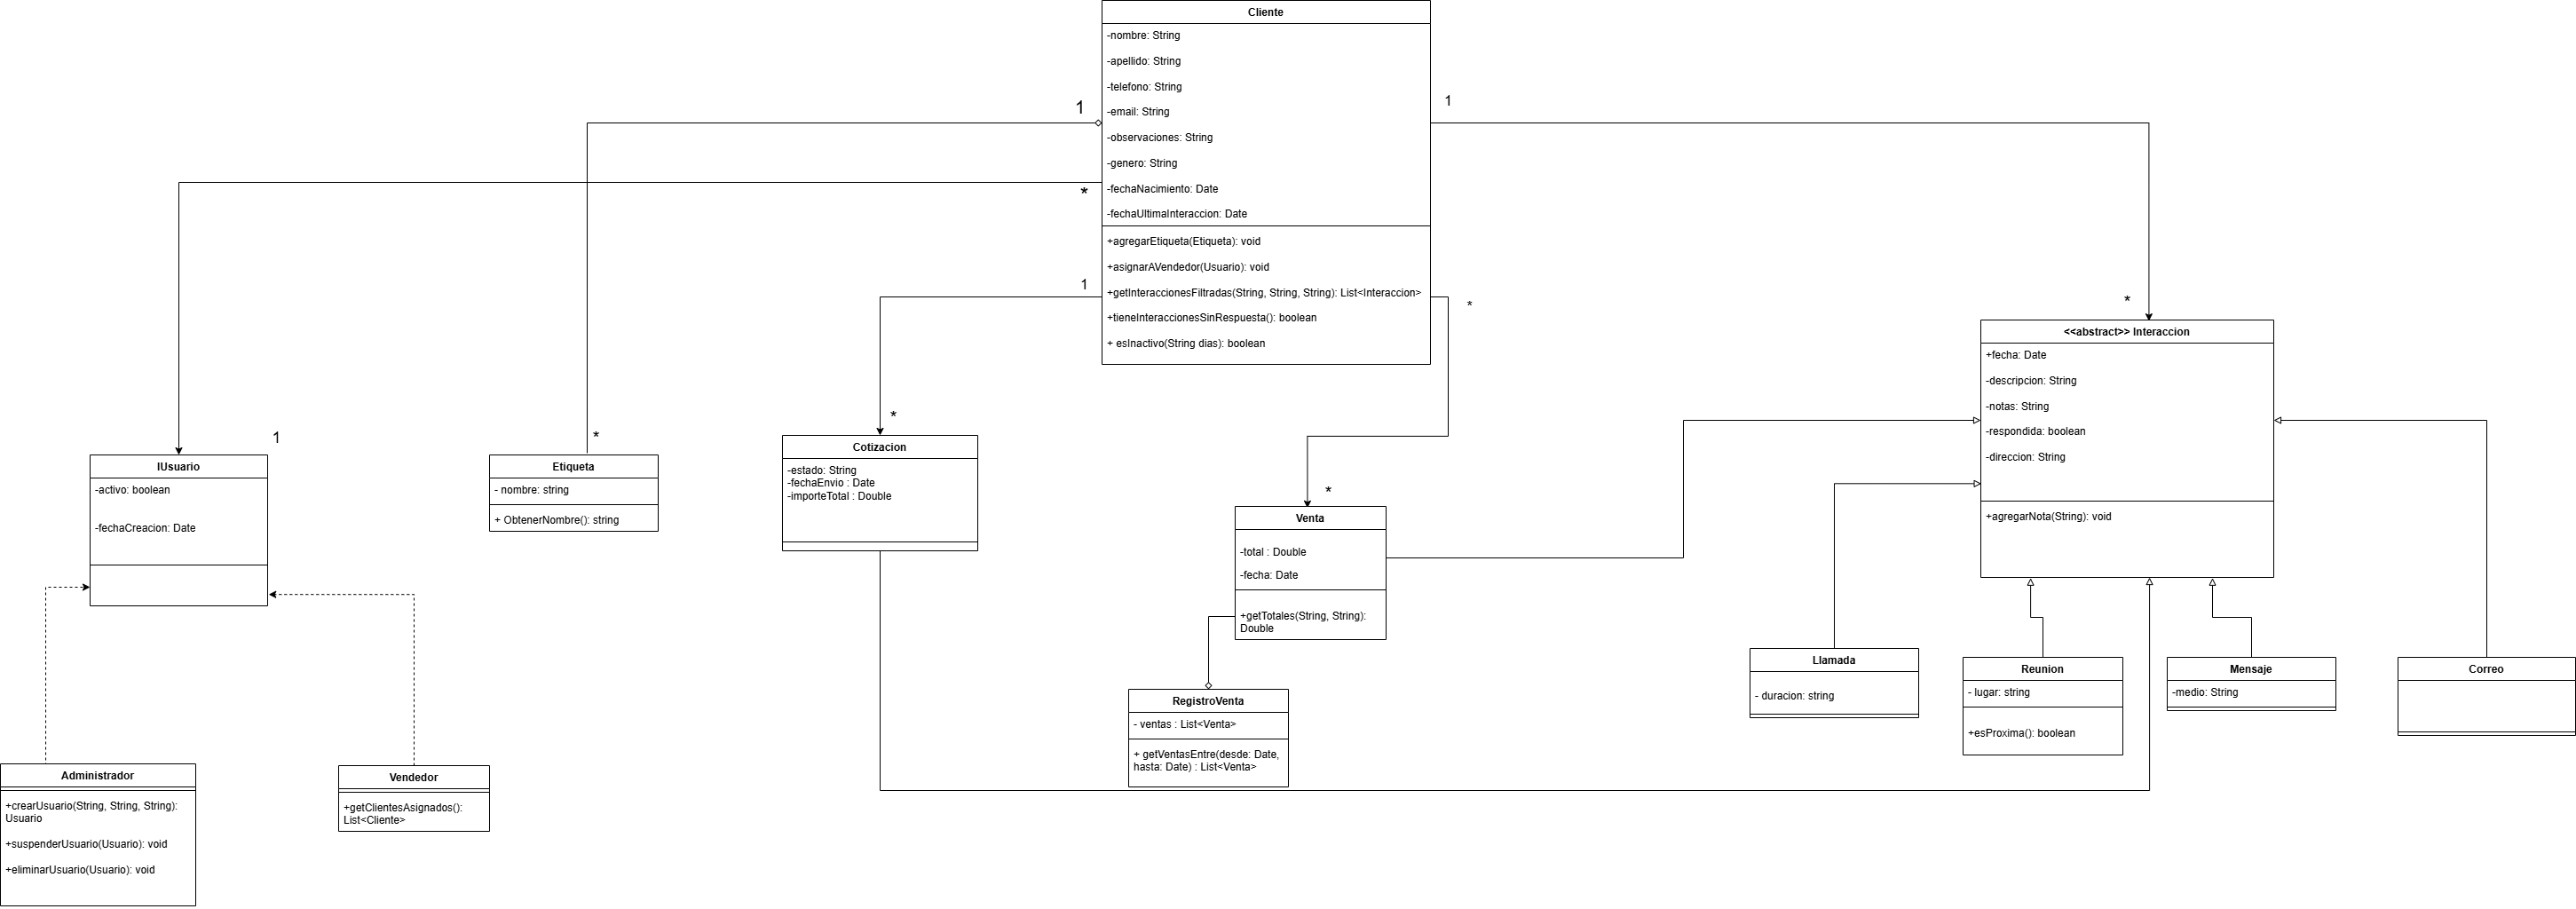 Cliente
-nombre: String
-apellido: String
-telefono: String
-email: String
-observaciones: String
-genero: String
-fechaNacimiento: Date
-fechaUltimaInteraccion: Date
+agregarEtiqueta(Etiqueta): void
+asignarAVendedor(Usuario): void
+getInteraccionesFiltradas(String, String, String): List<Interaccion>
+tieneInteraccionesSinRespuesta(): boolean
+ esInactivo(String dias): boolean
1
*
1
1
*
*
1
*
*
*
IUsuario
-activo: boolean
-fechaCreacion: Date
Etiqueta
- nombre: string
+ ObtenerNombre(): string
Cotizacion
-estado: String
-fechaEnvio : Date
-importeTotal : Double
Venta
-total : Double
-fecha: Date
+getTotales(String, String):
Double
<<abstract>> Interaccion
+fecha: Date
-descripcion: String
-notas: String
-respondida: boolean
-direccion: String
+agregarNota(String): void
RegistroVenta
- ventas : List<Venta>
+ getVentasEntre(desde: Date,
hasta: Date) : List<Venta>
Llamada
- duracion: string
Reunion
- lugar: string
+esProxima(): boolean
Mensaje
-medio: String
Correo
Administrador
+crearUsuario(String, String, String):
Usuario
+suspenderUsuario(Usuario): void
+eliminarUsuario(Usuario): void
Vendedor
+getClientesAsignados():
List<Cliente>